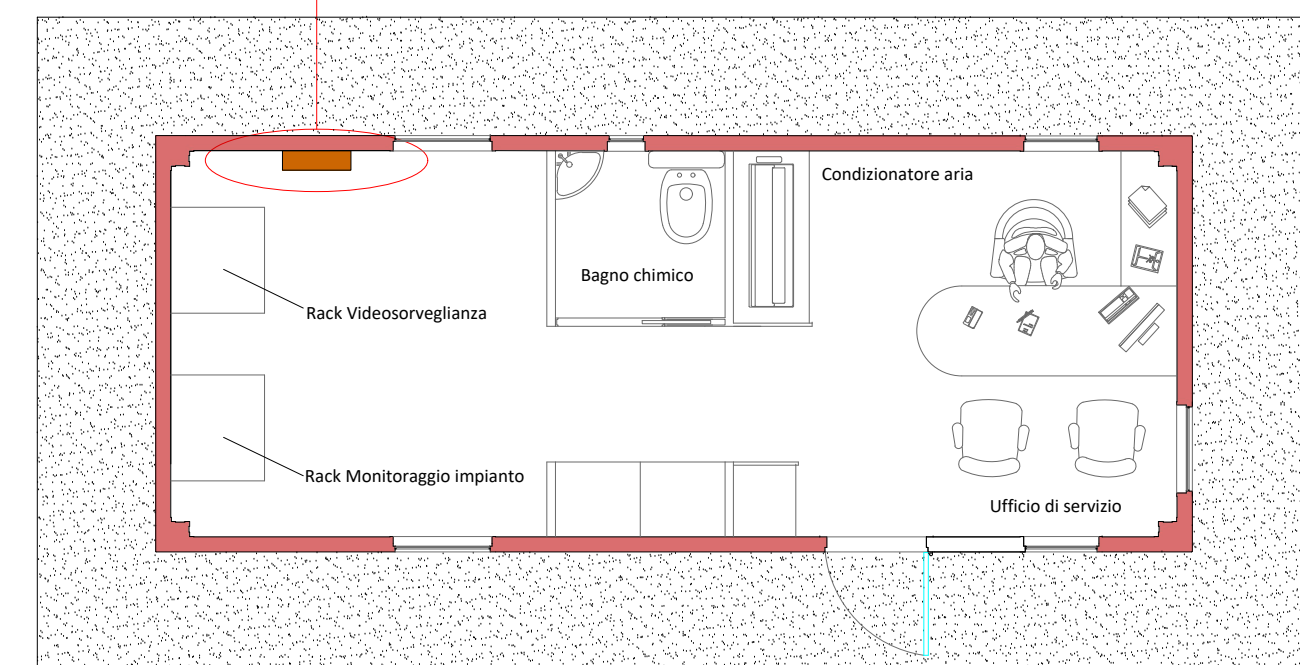 Condizionatore aria
Bagno chimico
Rack Videosorveglianza
Rack Monitoraggio impianto
Ufficio di servizio